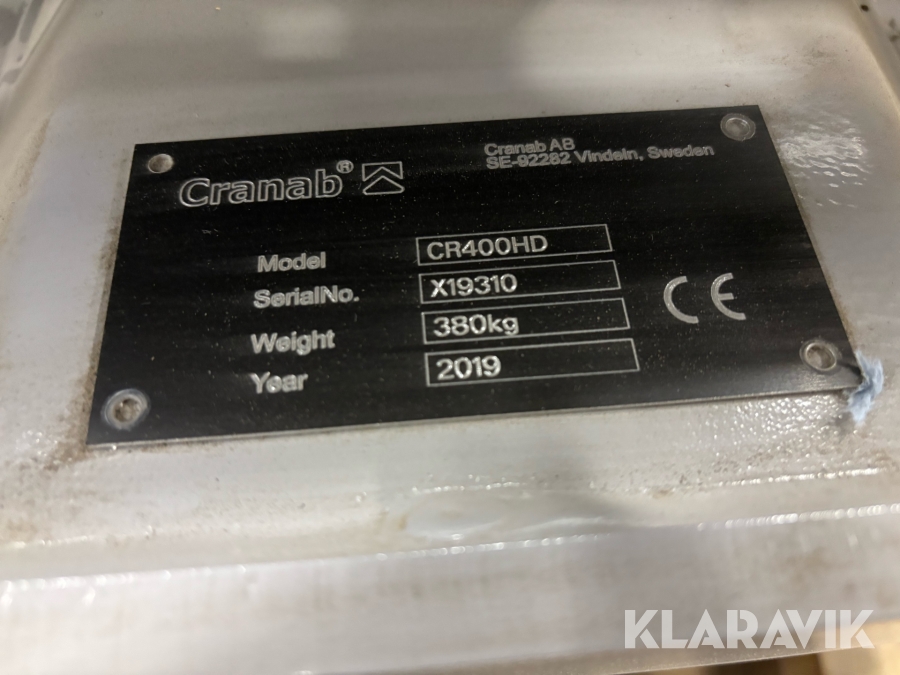 Cranab®
Cranab AB
SE-92282 Vindeln, Sweden
Model CR400HD
SerialNo. X19310
Weight 380kg
Year 2019
CE
KLARAVIK